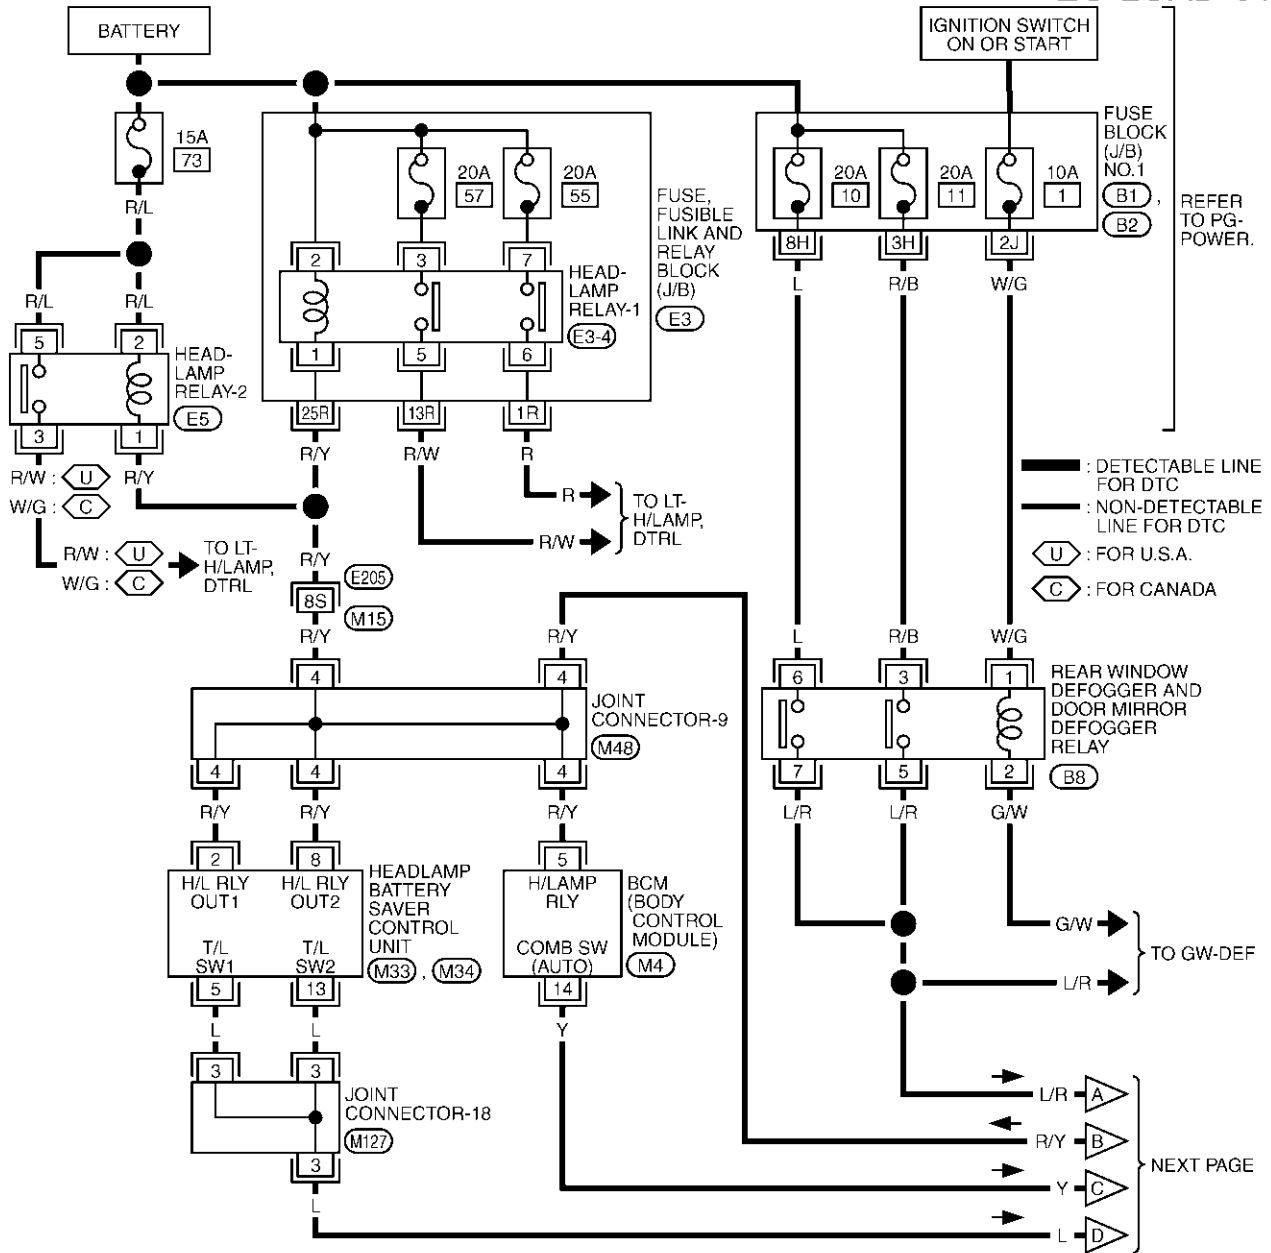 BATTERY
IGNITION SWITCH
ON OR START
15A
73
R/L
20A
57
20A
55
FUSE,
FUSIBLE
LINK AND
RELAY
BLOCK
(J/B)
E3
20A
10
20A
11
10A
1
FUSE
BLOCK
(J/B)
NO.1
B1 ,
B2
REFER
TO PG-
POWER.
8H
3H
2J
L
R/B
W/G
2
3
7
HEAD-
LAMP
RELAY-1
E3-4
1
5
6
25R
13R
1R
R/Y
R/W
R
R/L
R/L
5
2
HEAD-
LAMP
RELAY-2
E5
3
1
R/W : U
R/Y
W/G : C
R/W : U
W/G : C
TO LT-
H/LAMP,
DTRL
R
R/W
TO LT-
H/LAMP,
DTRL
: DETECTABLE LINE
FOR DTC
: NON-DETECTABLE
LINE FOR DTC
U : FOR U.S.A.
C : FOR CANADA
R/Y
E205
8S
M15
R/Y
R/Y
L
R/B
W/G
4
4
JOINT
CONNECTOR-9
M48
4
4
4
R/Y
R/Y
R/Y
6
3
1
REAR WINDOW
DEFOGGER AND
DOOR MIRROR
DEFOGGER
RELAY
B8
7
5
2
L/R
L/R
G/W
2
8
H/L RLY
OUT1
H/L RLY
OUT2
T/L
SW1
T/L
SW2
HEADLAMP
BATTERY
SAVER
CONTROL
UNIT
M33 , M34
5
13
5
H/LAMP
RLY
COMB SW
(AUTO)
BCM
(BODY
CONTROL
MODULE)
M4
14
G/W
L/R
TO GW-DEF
L
L
Y
3
3
JOINT
CONNECTOR-18
M127
3
L
L/R A
R/Y B
Y C
L D
NEXT PAGE